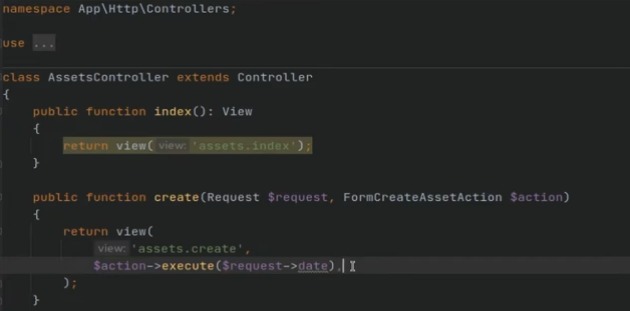 namespace App\Http\Controllers;
use ...
class AssetsController extends Controller
{
public function index(): View
{
return view( view: 'assets.index');
}
public function create(Request $request, FormCreateAssetAction $action)
{
return view(
view: 'assets.create',
$action->execute($request->date),
);
}